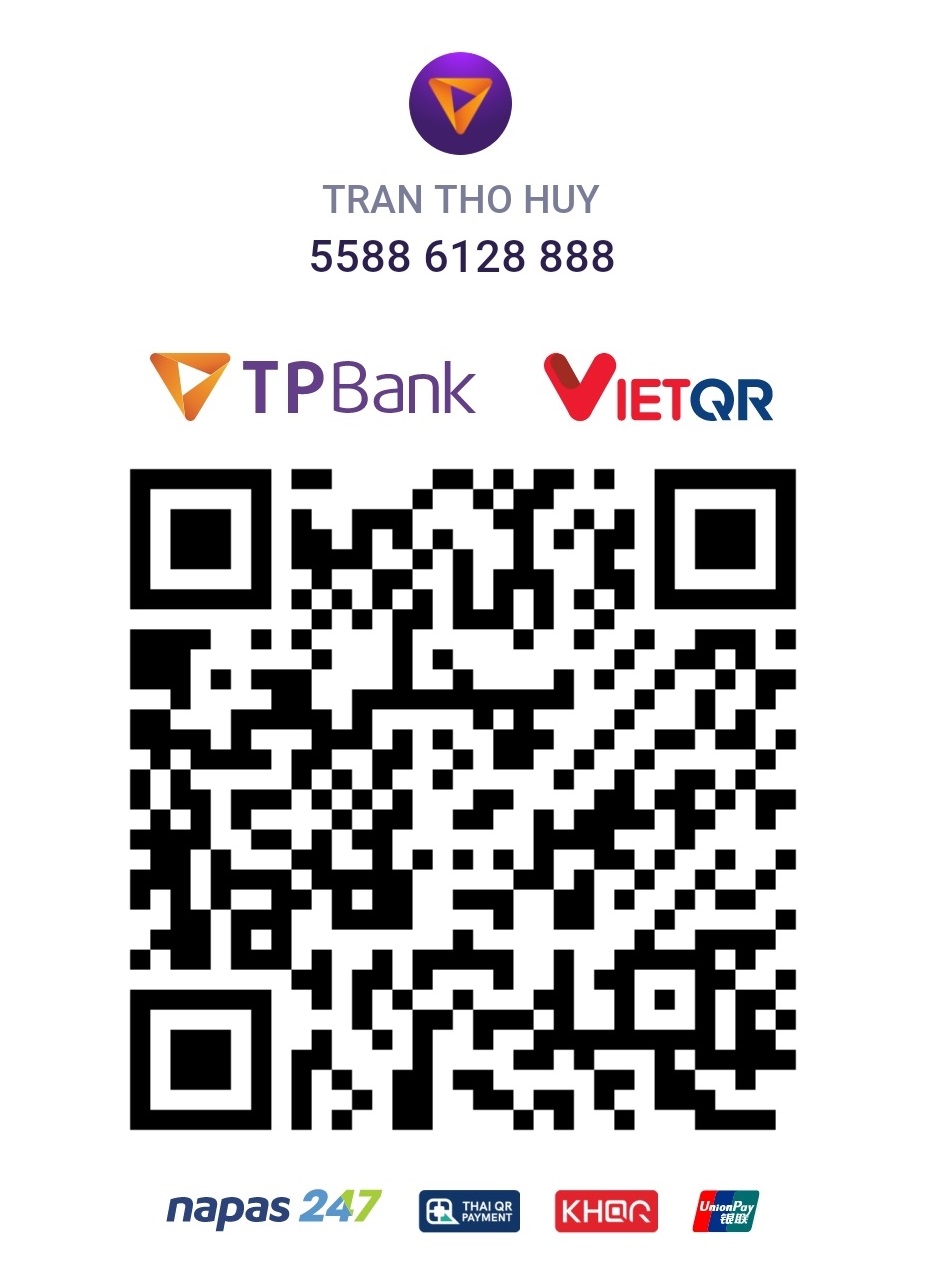 TRAN THO HUY
5588 6128 888
TPBank VIETQR
napas 247 THAI QR PAYMENT KHQR UnionPay 银联